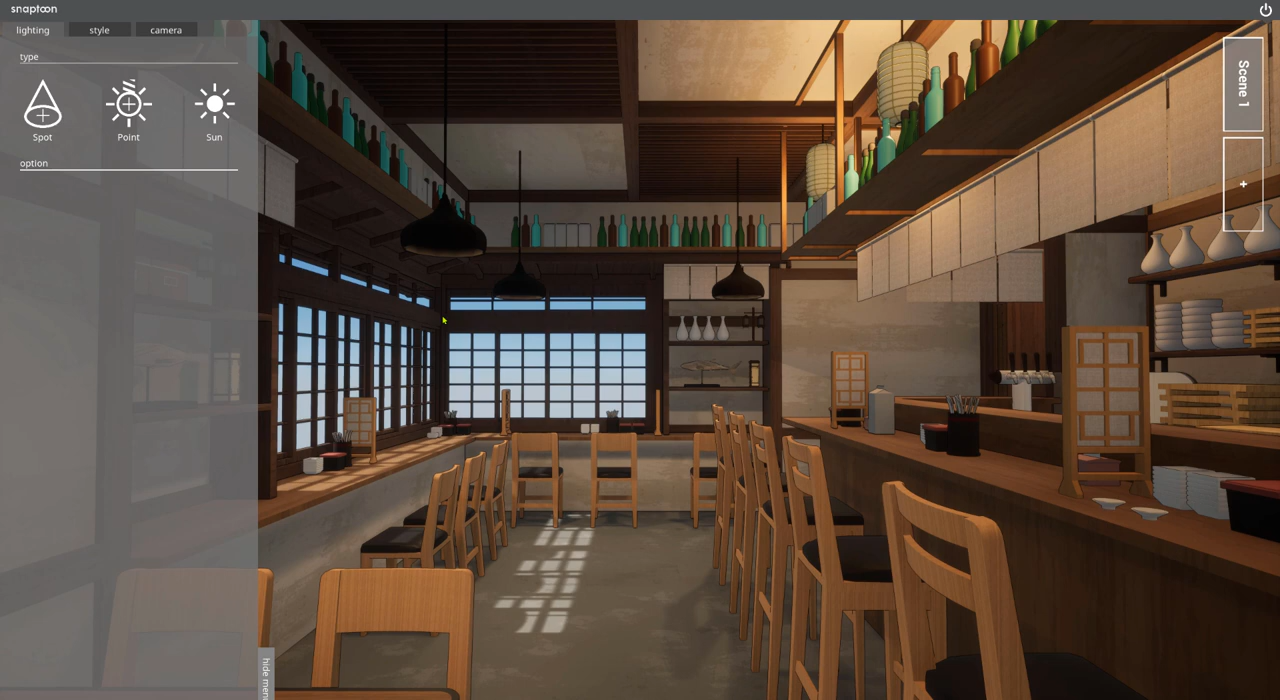 snaptoon
lighting
style
camera
type
Spot
Point
Sun
option
Scene 1
+
hide menu